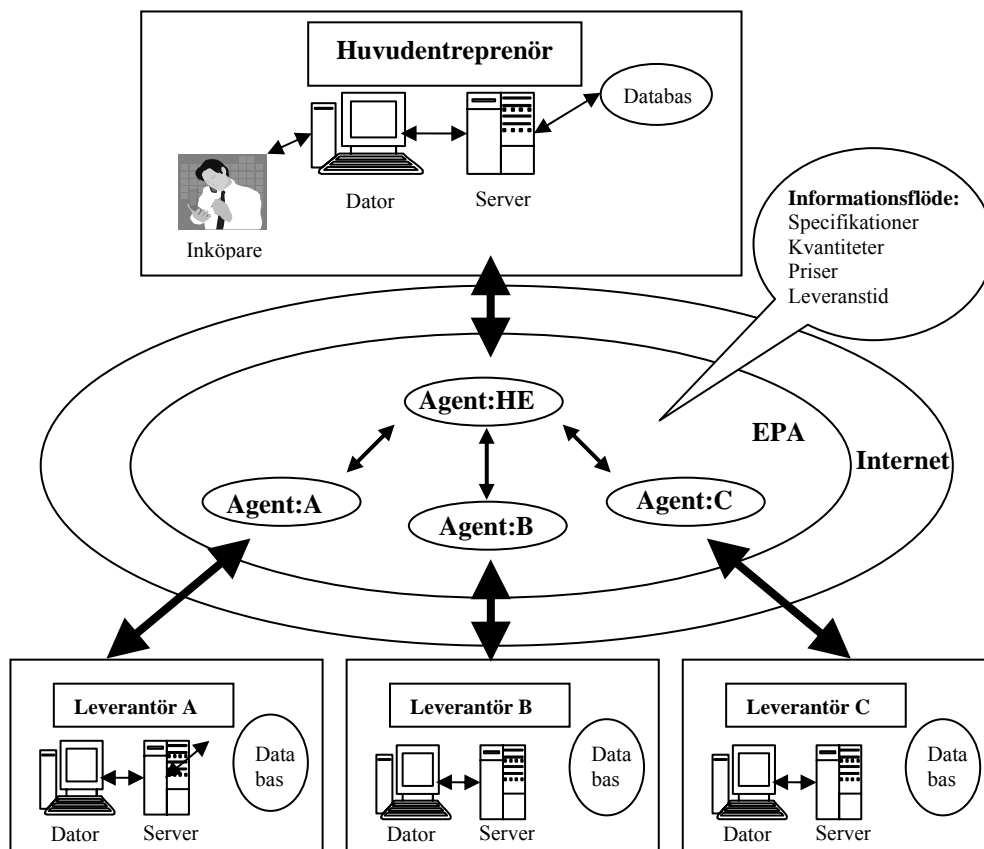 Huvudentreprenör
Databas
Dator
Server
Inköpare
Informationsflöde:
Specifikationer
Kvantiteter
Priser
Leveranstid
Agent:HE
EPA
Internet
Agent:A
Agent:B
Agent:C
Leverantör A
Data
bas
Dator
Server
Leverantör B
Data
bas
Dator
Server
Leverantör C
Data
bas
Dator
Server